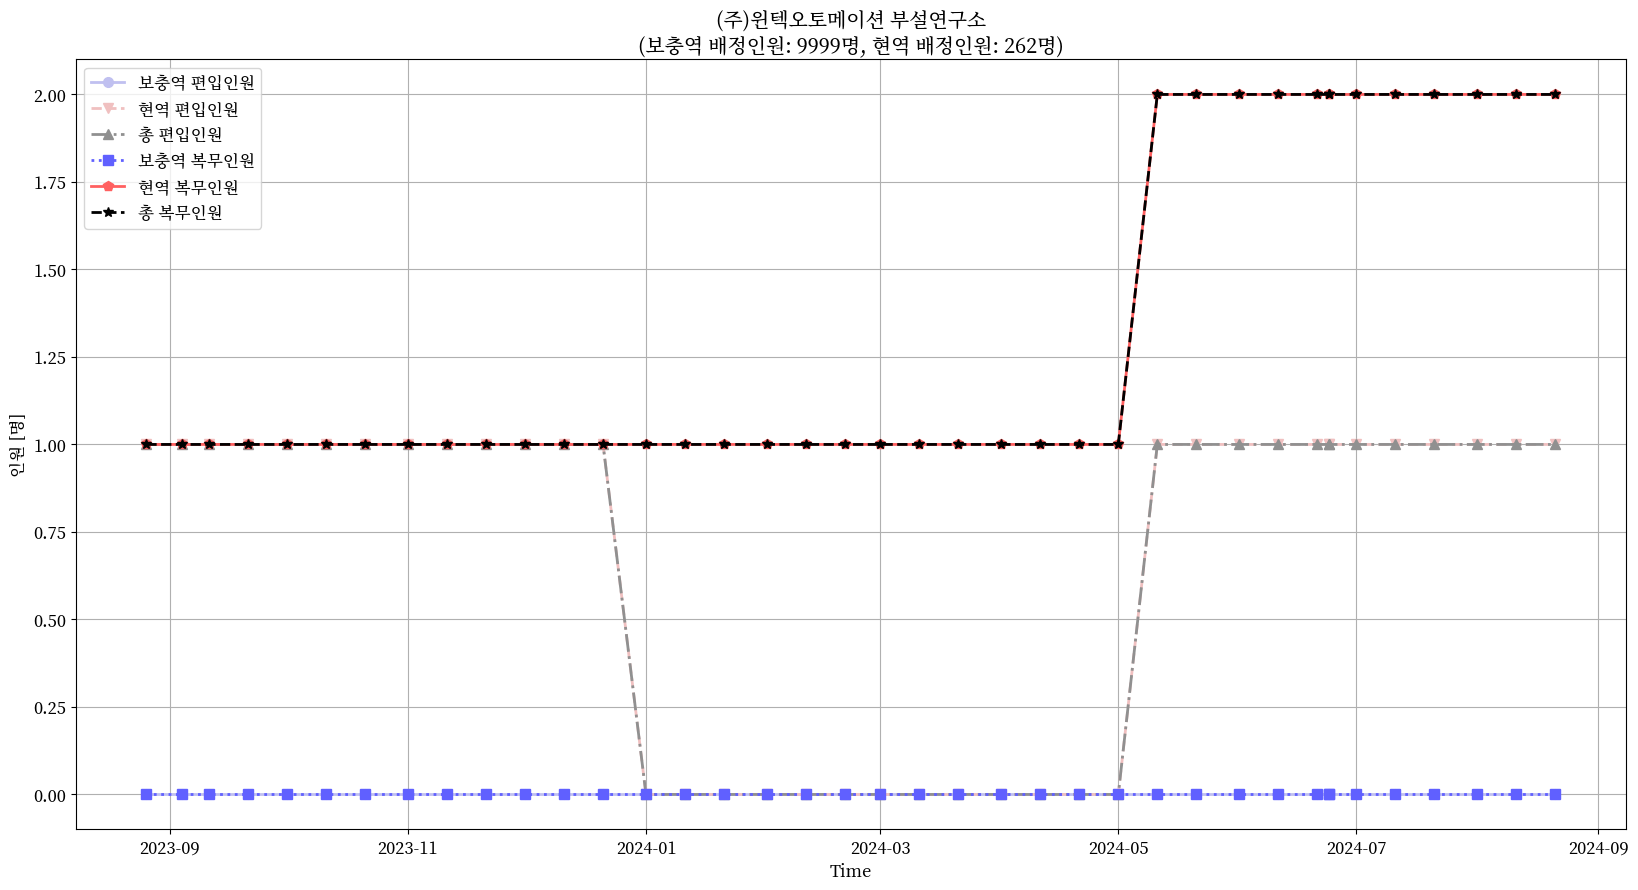 (주)윈텍오토메이션 부설연구소
(보충역 배정인원: 9999명, 현역 배정인원: 262명)
보충역 편입인원
현역 편입인원
총 편입인원
보충역 복무인원
현역 복무인원
총 복무인원
인원 [명]
2.00
1.75
1.50
1.25
1.00
0.75
0.50
0.25
0.00
2023-09
2023-11
2024-01
2024-03
2024-05
2024-07
2024-09
Time